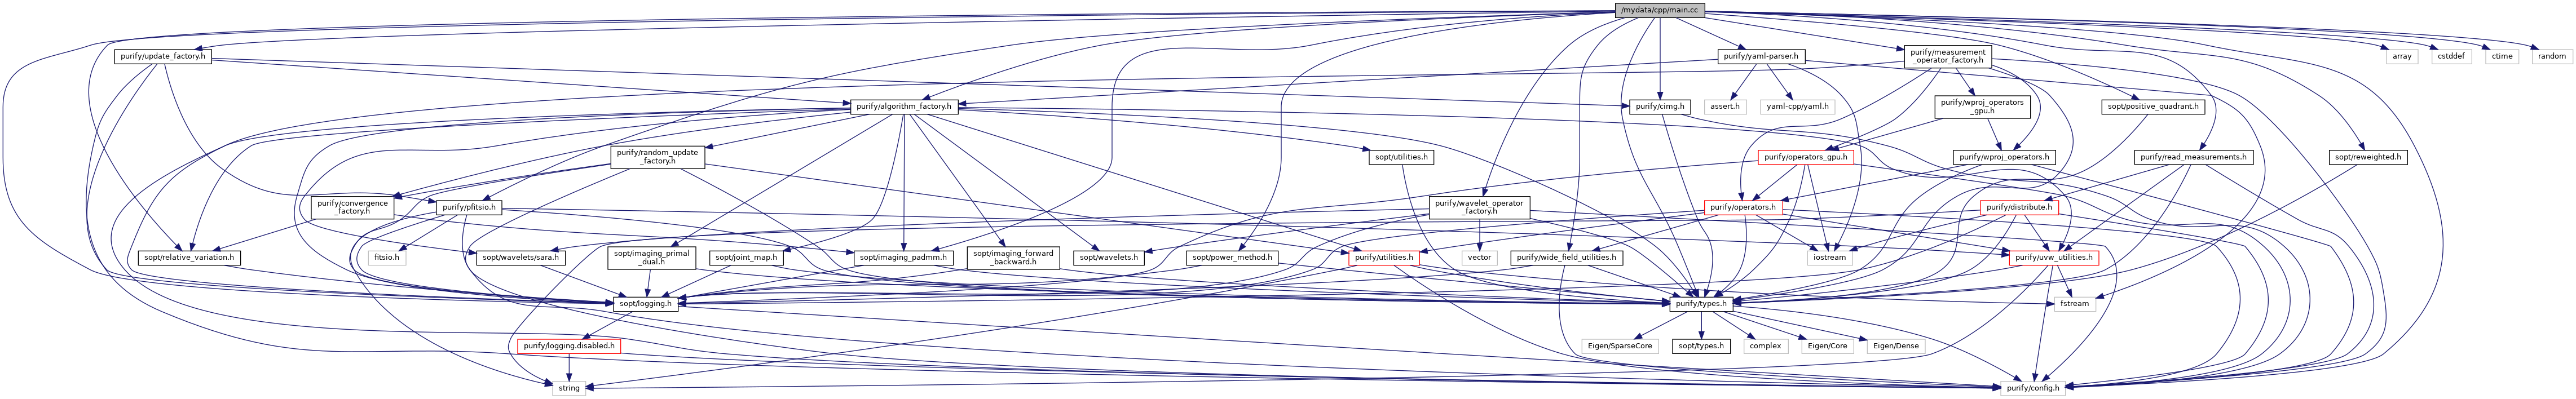 /mydata/cpp/main.cc
purify/update_factory.h
purify/yaml-parser.h
purify/measurement
_operator_factory.h
array
cstddef
ctime
random
purify/algorithm_factory.h
purify/cimg.h
assert.h
yaml-cpp/yaml.h
purify/wproj_operators
_gpu.h
sopt/positive_quadrant.h
purify/random_update
_factory.h
sopt/utilities.h
purify/operators_gpu.h
purify/wproj_operators.h
purify/read_measurements.h
sopt/reweighted.h
purify/convergence
_factory.h
purify/pfitsio.h
purify/wavelet_operator
_factory.h
purify/operators.h
purify/distribute.h
sopt/relative_variation.h
fitsio.h
sopt/wavelets/sara.h
sopt/imaging_primal
_dual.h
sopt/joint_map.h
sopt/imaging_padmm.h
sopt/imaging_forward
_backward.h
sopt/wavelets.h
vector
sopt/power_method.h
purify/utilities.h
purify/wide_field_utilities.h
iostream
purify/uvw_utilities.h
sopt/logging.h
purify/types.h
fstream
purify/logging.disabled.h
Eigen/SparseCore
sopt/types.h
complex
Eigen/Core
Eigen/Dense
string
purify/config.h